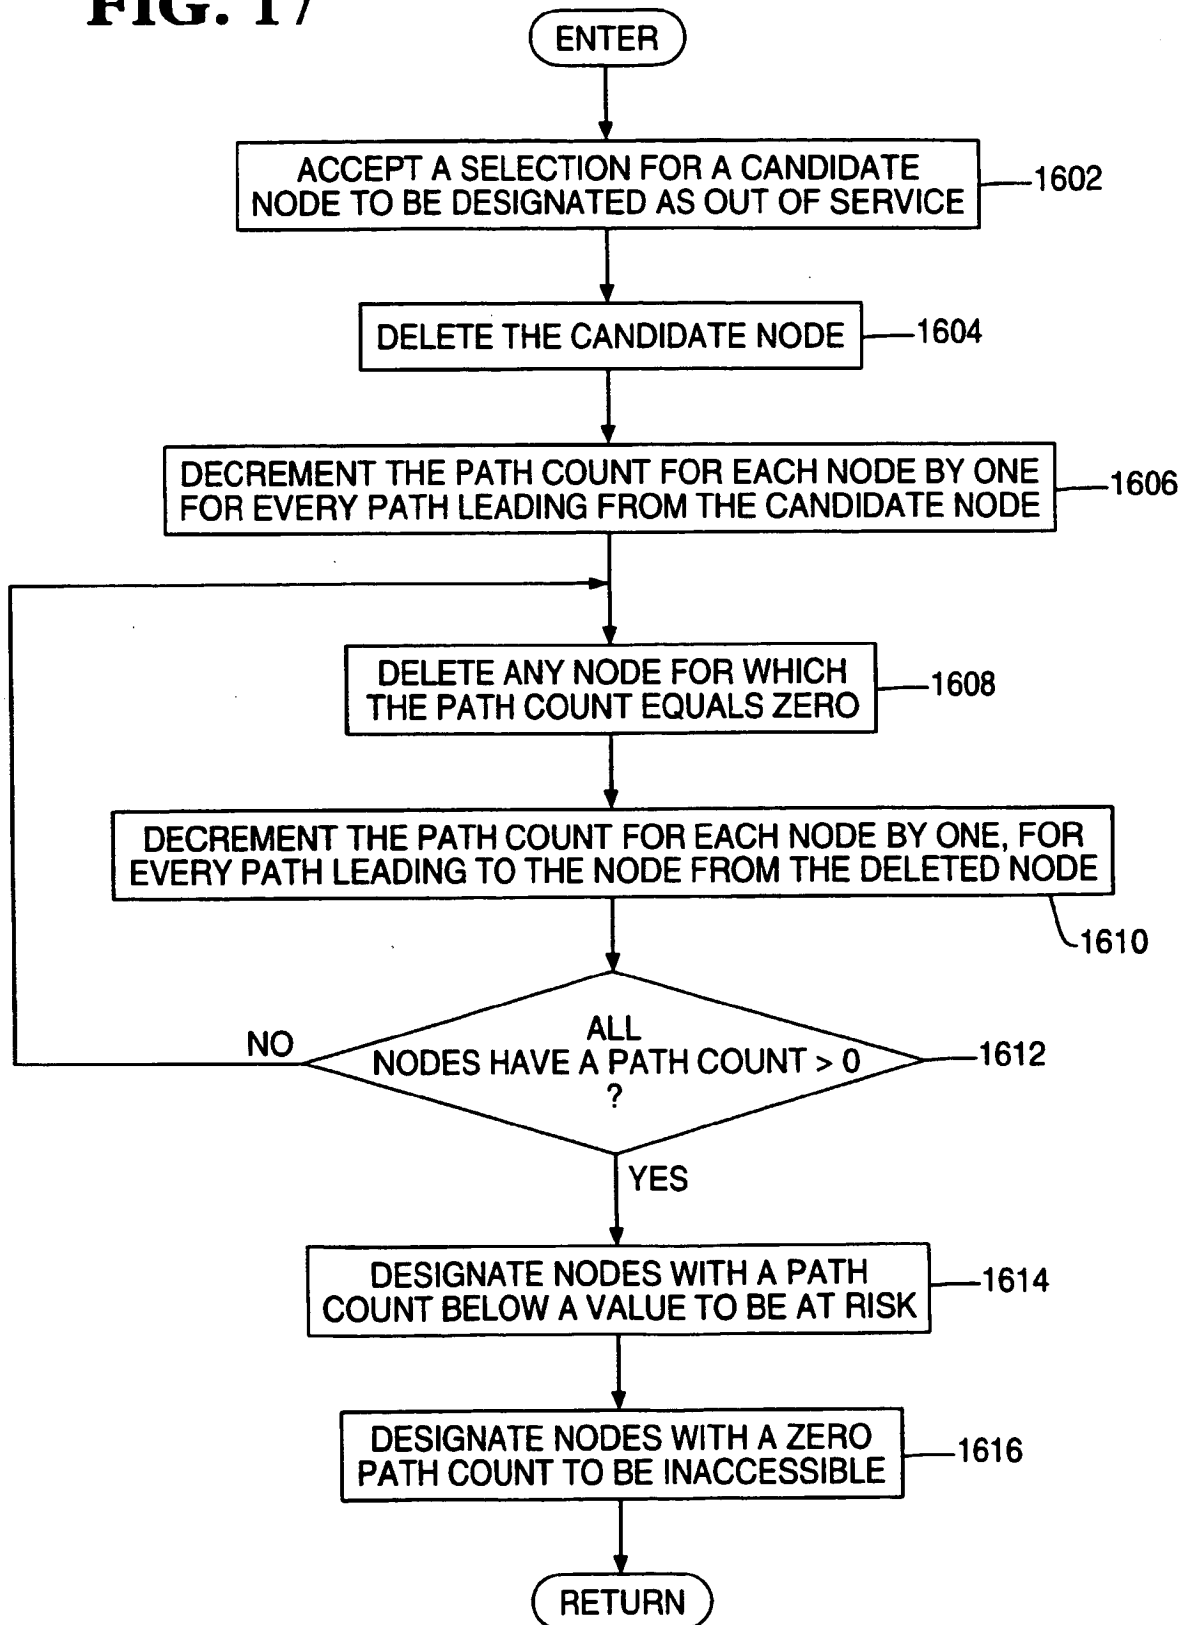 FIG. 17
ENTER
ACCEPT A SELECTION FOR A CANDIDATE
NODE TO BE DESIGNATED AS OUT OF SERVICE
1602
DELETE THE CANDIDATE NODE
1604
DECREMENT THE PATH COUNT FOR EACH NODE BY ONE
FOR EVERY PATH LEADING FROM THE CANDIDATE NODE
1606
DELETE ANY NODE FOR WHICH
THE PATH COUNT EQUALS ZERO
1608
DECREMENT THE PATH COUNT FOR EACH NODE BY ONE, FOR
EVERY PATH LEADING TO THE NODE FROM THE DELETED NODE
1610
NO
ALL
NODES HAVE A PATH COUNT > 0
?
1612
YES
DESIGNATE NODES WITH A PATH
COUNT BELOW A VALUE TO BE AT RISK
1614
DESIGNATE NODES WITH A ZERO
PATH COUNT TO BE INACCESSIBLE
1616
RETURN